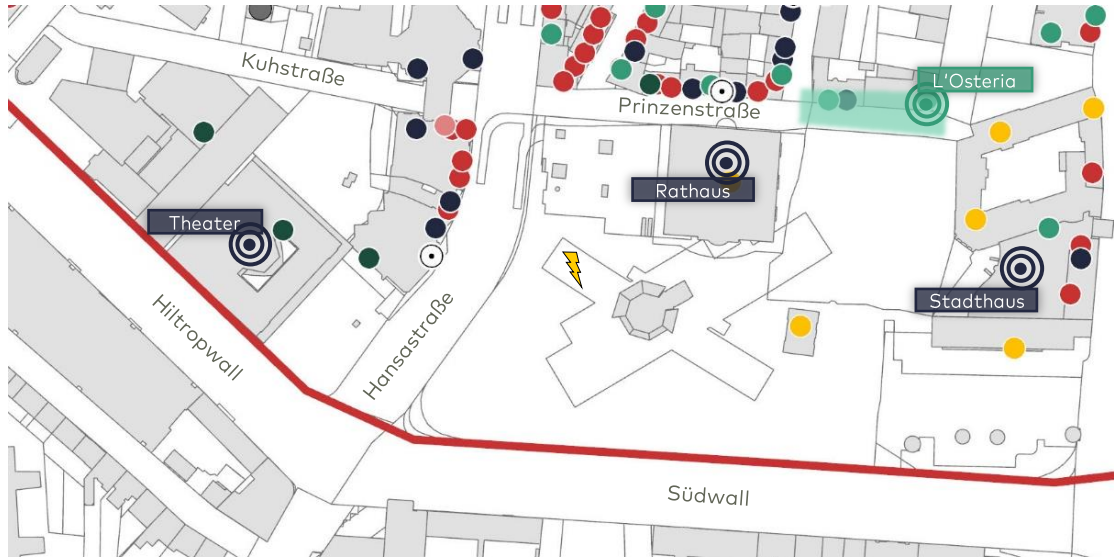 Kuhstraße
L'Osteria
Prinzenstraße
Rathaus
Theater
Stadthaus
Hiltropwall
Hansastraße
Südwall